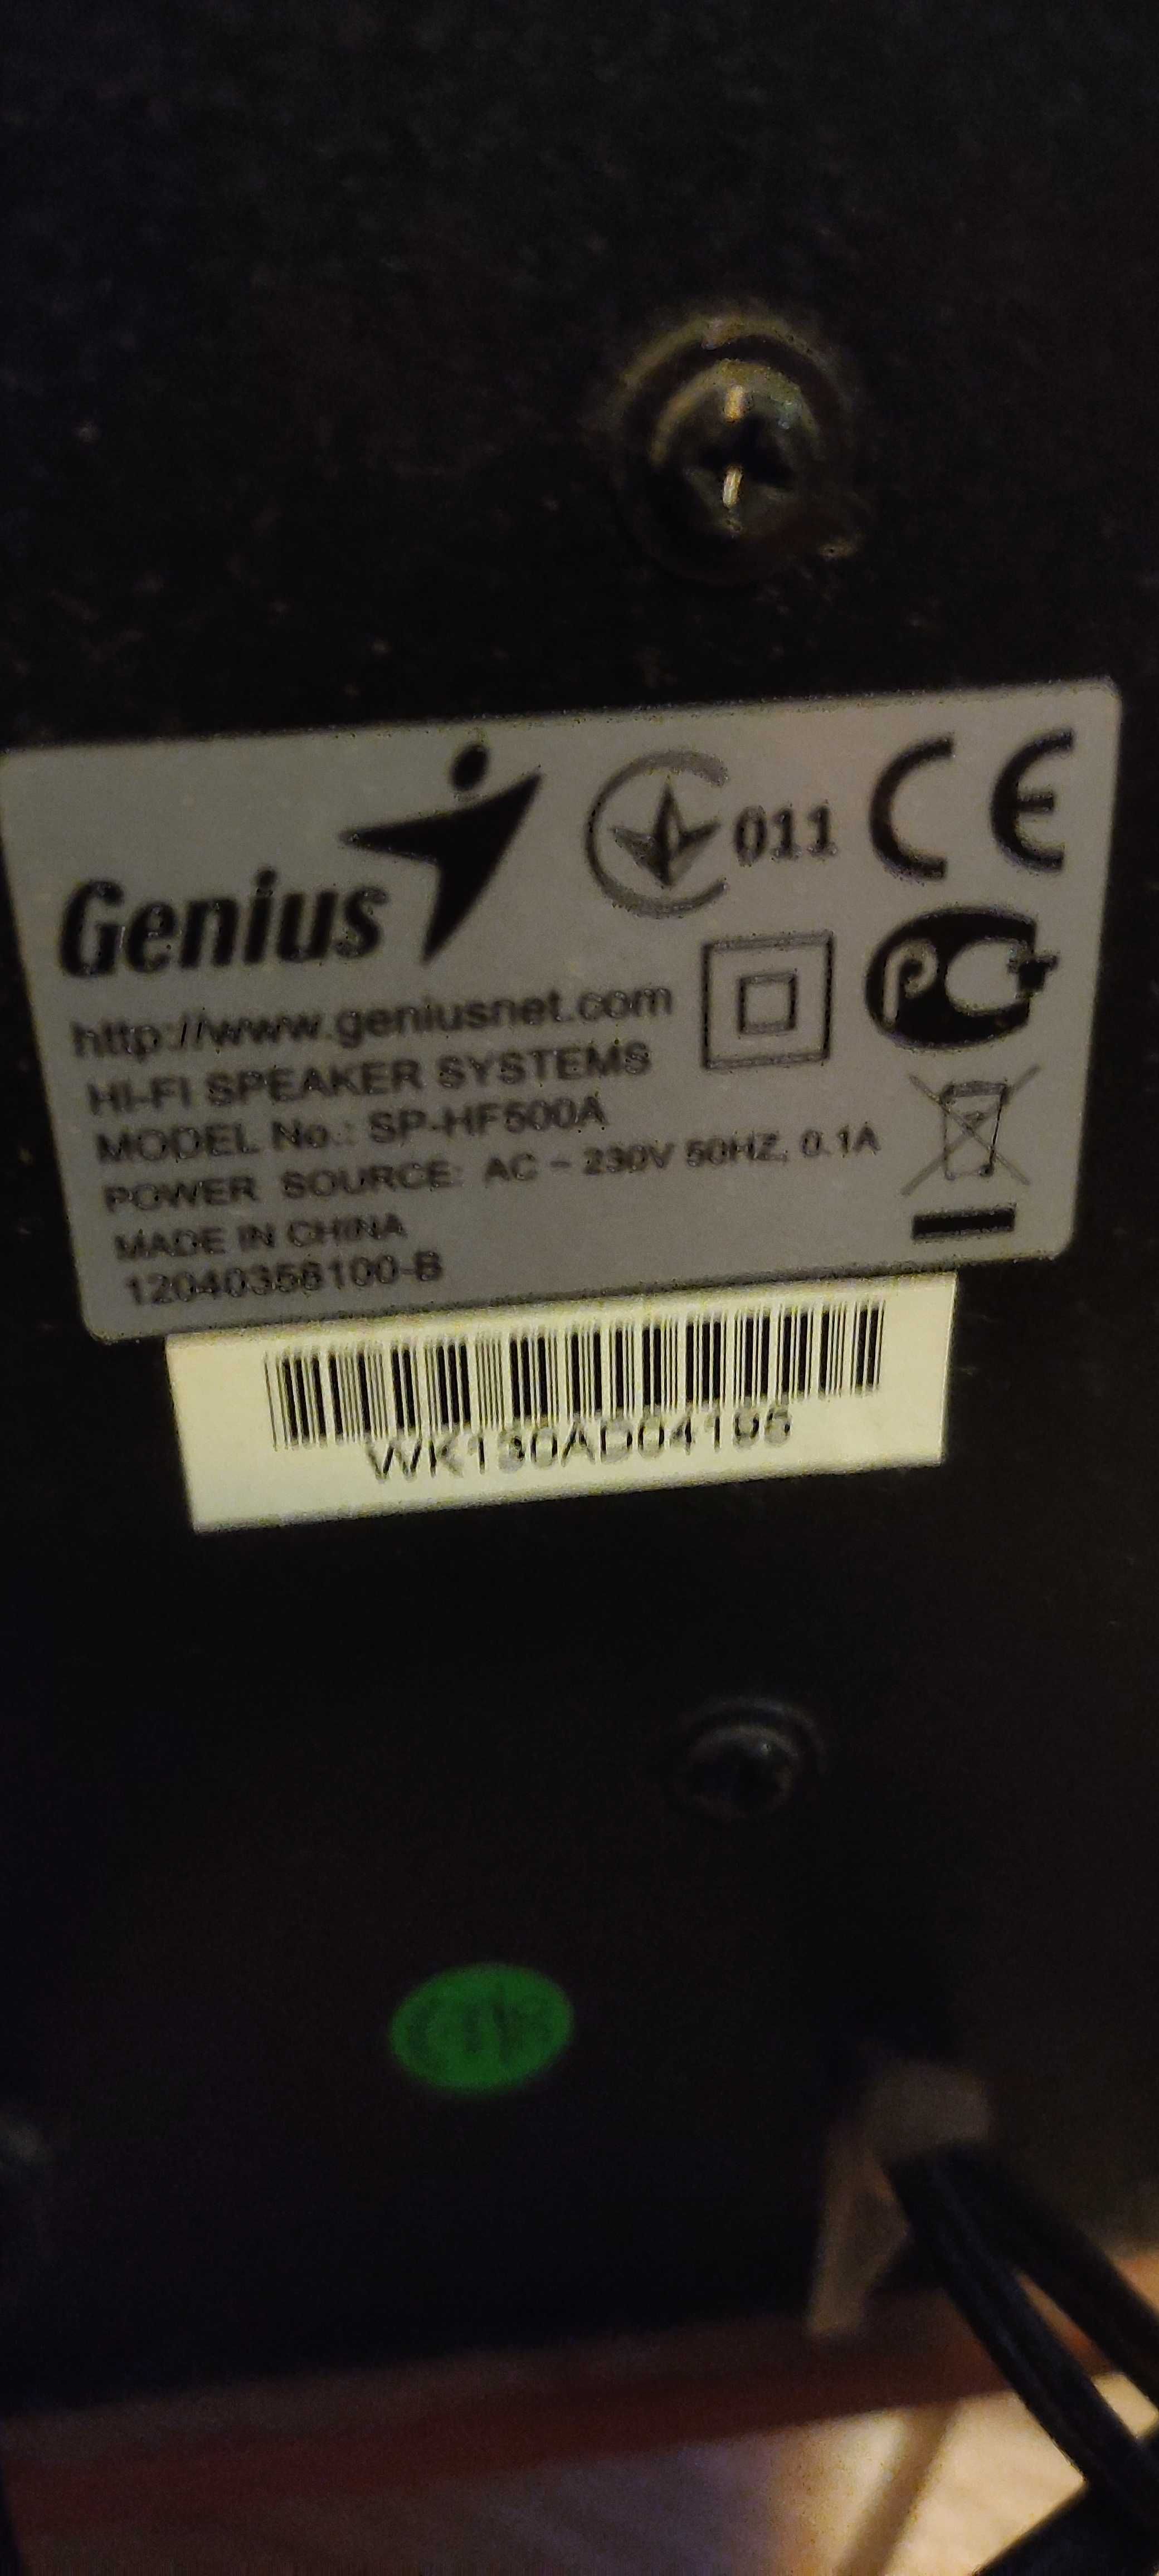 Genius
011 CE
http://www.geniusnet.com
HI-FI SPEAKER SYSTEMS
MODEL No.: SP-HF500A
POWER SOURCE: AC ~ 230V 50HZ, 0.1A
MADE IN CHINA
12040358100-B
WK130AD04195